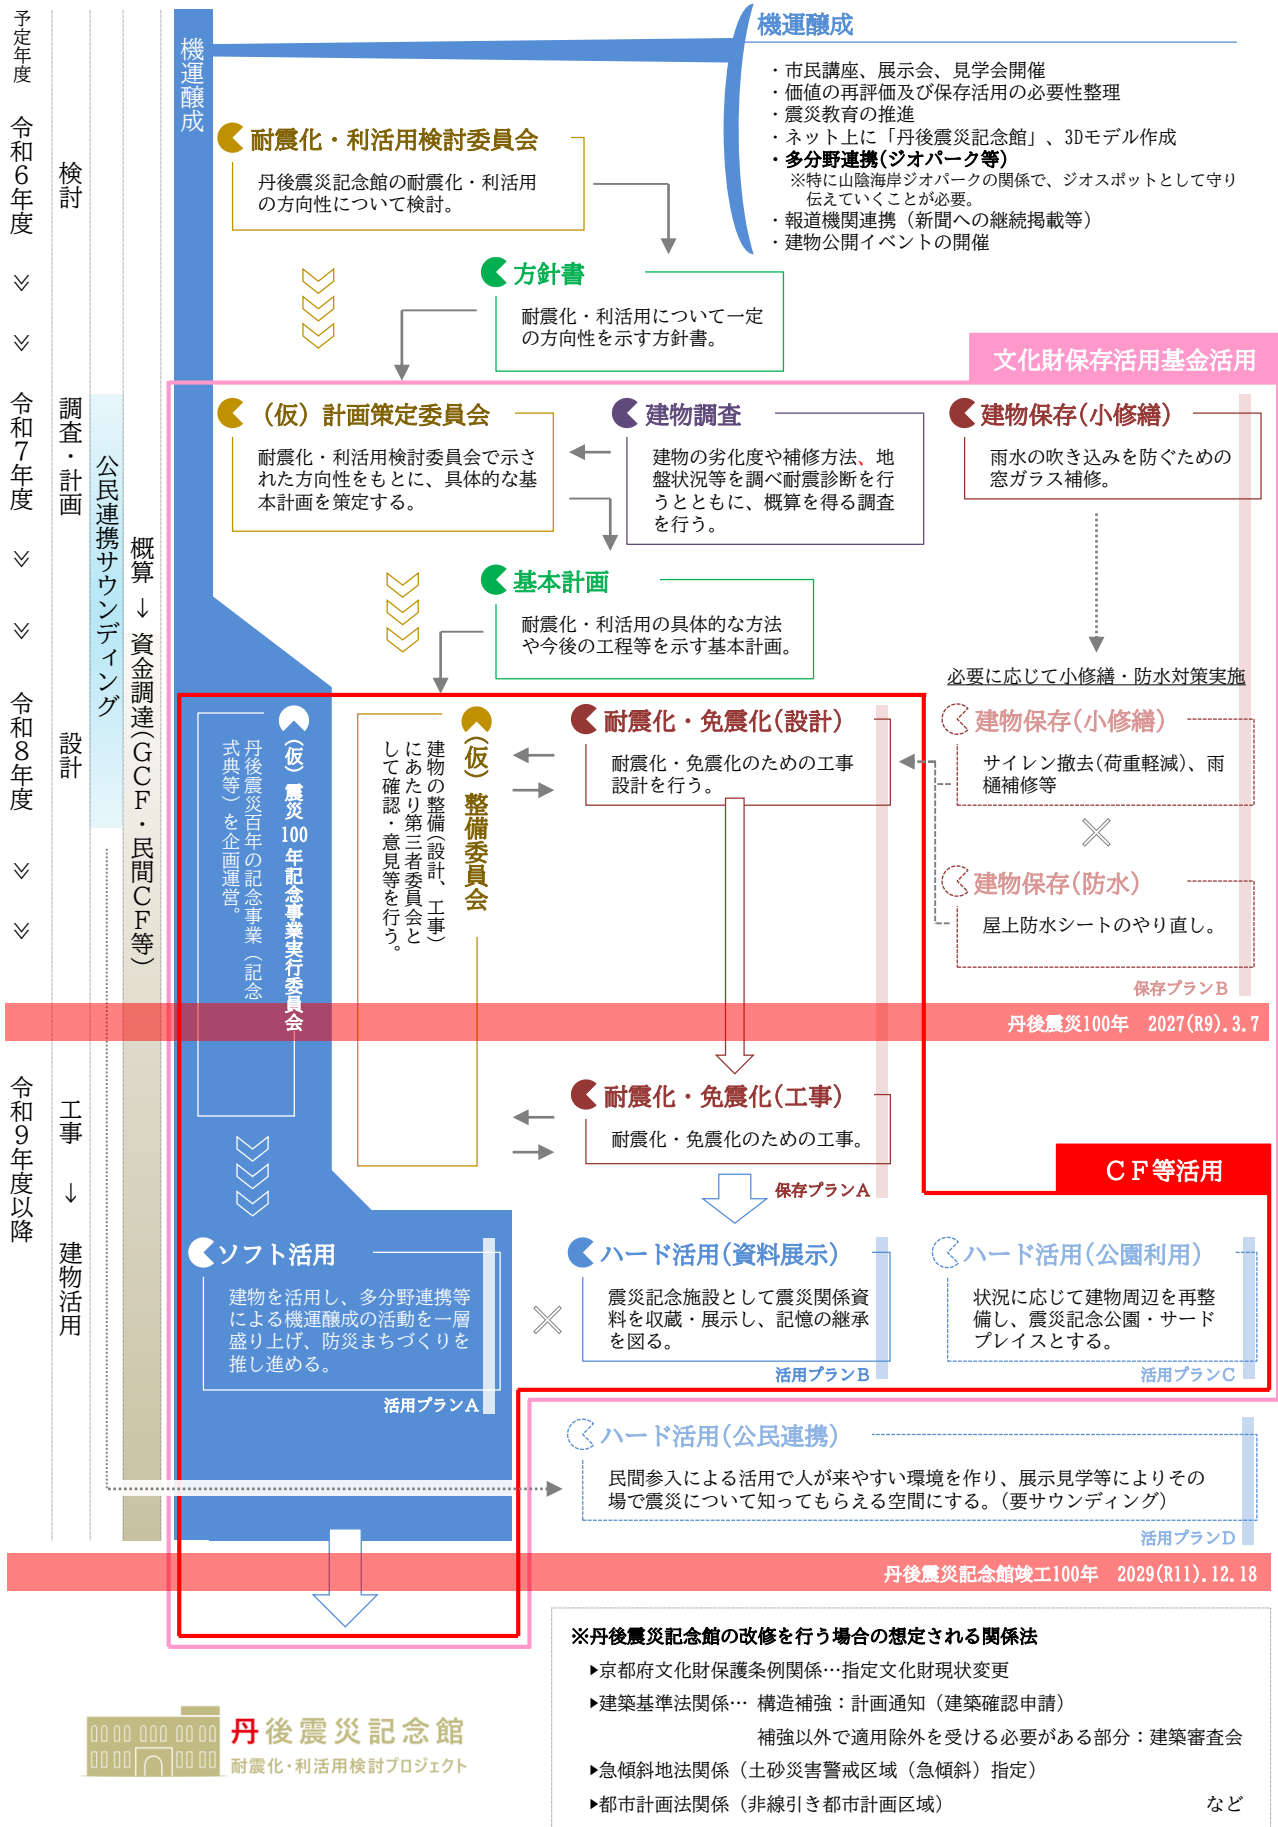 予定年度
令和6年度
令和7年度
令和8年度
令和9年度以降
検討
調査・計画
設計
工事 → 建物活用
公民連携サウンディング
概算 → 資金調達(GCF・民間CF等)
機運醸成
機運醸成
・市民講座、展示会、見学会開催
・価値の再評価及び保存活用の必要性整理
・震災教育の推進
・ネット上に「丹後震災記念館」、3Dモデル作成
・多分野連携(ジオパーク等)
※特に山陰海岸ジオパークの関係で、ジオスポットとして守り
伝えていくことが必要。
・報道機関連携（新聞への継続掲載等）
・建物公開イベントの開催
耐震化・利活用検討委員会
丹後震災記念館の耐震化・利活用
の方向性について検討。
方針書
耐震化・利活用について一定
の方向性を示す方針書。
文化財保存活用基金活用
（仮）計画策定委員会
耐震化・利活用検討委員会で示さ
れた方向性をもとに、具体的な基
本計画を策定する。
建物調査
建物の劣化度や補修方法、地
盤状況等を調べ耐震診断を行
うとともに、概算を得る調査
を行う。
建物保存(小修繕)
雨水の吹き込みを防ぐための
窓ガラス補修。
基本計画
耐震化・利活用の具体的な方法
や今後の工程等を示す基本計画。
必要に応じて小修繕・防水対策実施
（仮）震災100年記念事業実行委員会
丹後震災百年の記念事業（記念
式典等）を企画運営。
（仮）整備委員会
建物の整備(設計、工事)
にあたり第三者委員会と
して確認・意見等を行う。
耐震化・免震化(設計)
耐震化・免震化のための工事
設計を行う。
建物保存(小修繕)
サイレン撤去(荷重軽減)、雨
樋補修等
建物保存(防水)
屋上防水シートのやり直し。
保存プランB
丹後震災100年　2027(R9).3.7
耐震化・免震化(工事)
耐震化・免震化のための工事。
保存プランA
CF等活用
ソフト活用
建物を活用し、多分野連携等
による機運醸成の活動を一層
盛り上げ、防災まちづくりを
推し進める。
活用プランA
ハード活用(資料展示)
震災記念施設として震災関係資
料を収蔵・展示し、記憶の継承
を図る。
活用プランB
ハード活用(公園利用)
状況に応じて建物周辺を再整
備し、震災記念公園・サード
プレイスとする。
活用プランC
ハード活用(公民連携)
民間参入による活用で人が来やすい環境を作り、展示見学等によりその
場で震災について知ってもらえる空間にする。(要サウンディング)
活用プランD
丹後震災記念館竣工100年　2029(R11).12.18
※丹後震災記念館の改修を行う場合の想定される関係法
▶京都府文化財保護条例関係…指定文化財現状変更
▶建築基準法関係… 構造補強：計画通知（建築確認申請）
補強以外で適用除外を受ける必要がある部分：建築審査会
▶急傾斜地法関係（土砂災害警戒区域（急傾斜）指定）
▶都市計画法関係（非線引き都市計画区域）　など
丹後震災記念館
耐震化・利活用検討プロジェクト